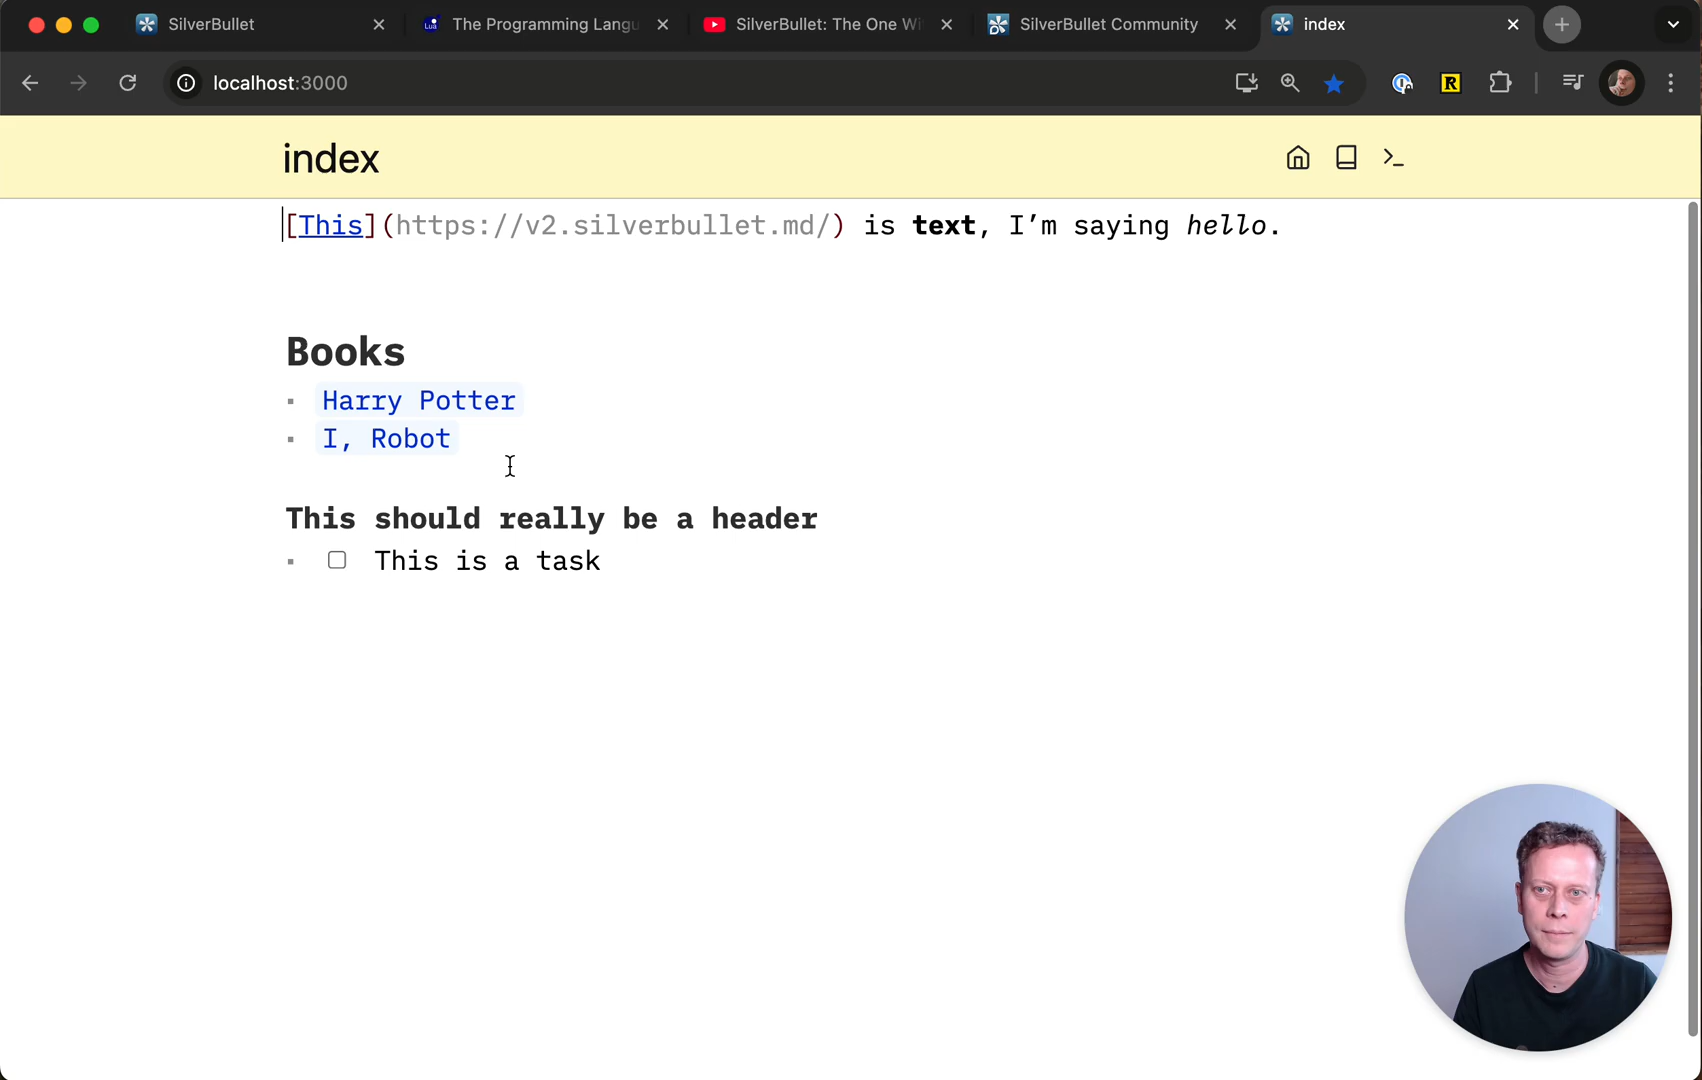 SilverBullet
The Programming Langu
SilverBullet: The One Wi
SilverBullet Community
index
localhost:3000
index
[This](https://v2.silverbullet.md/) is text, I’m saying hello.
Books
Harry Potter
I, Robot
This should really be a header
This is a task